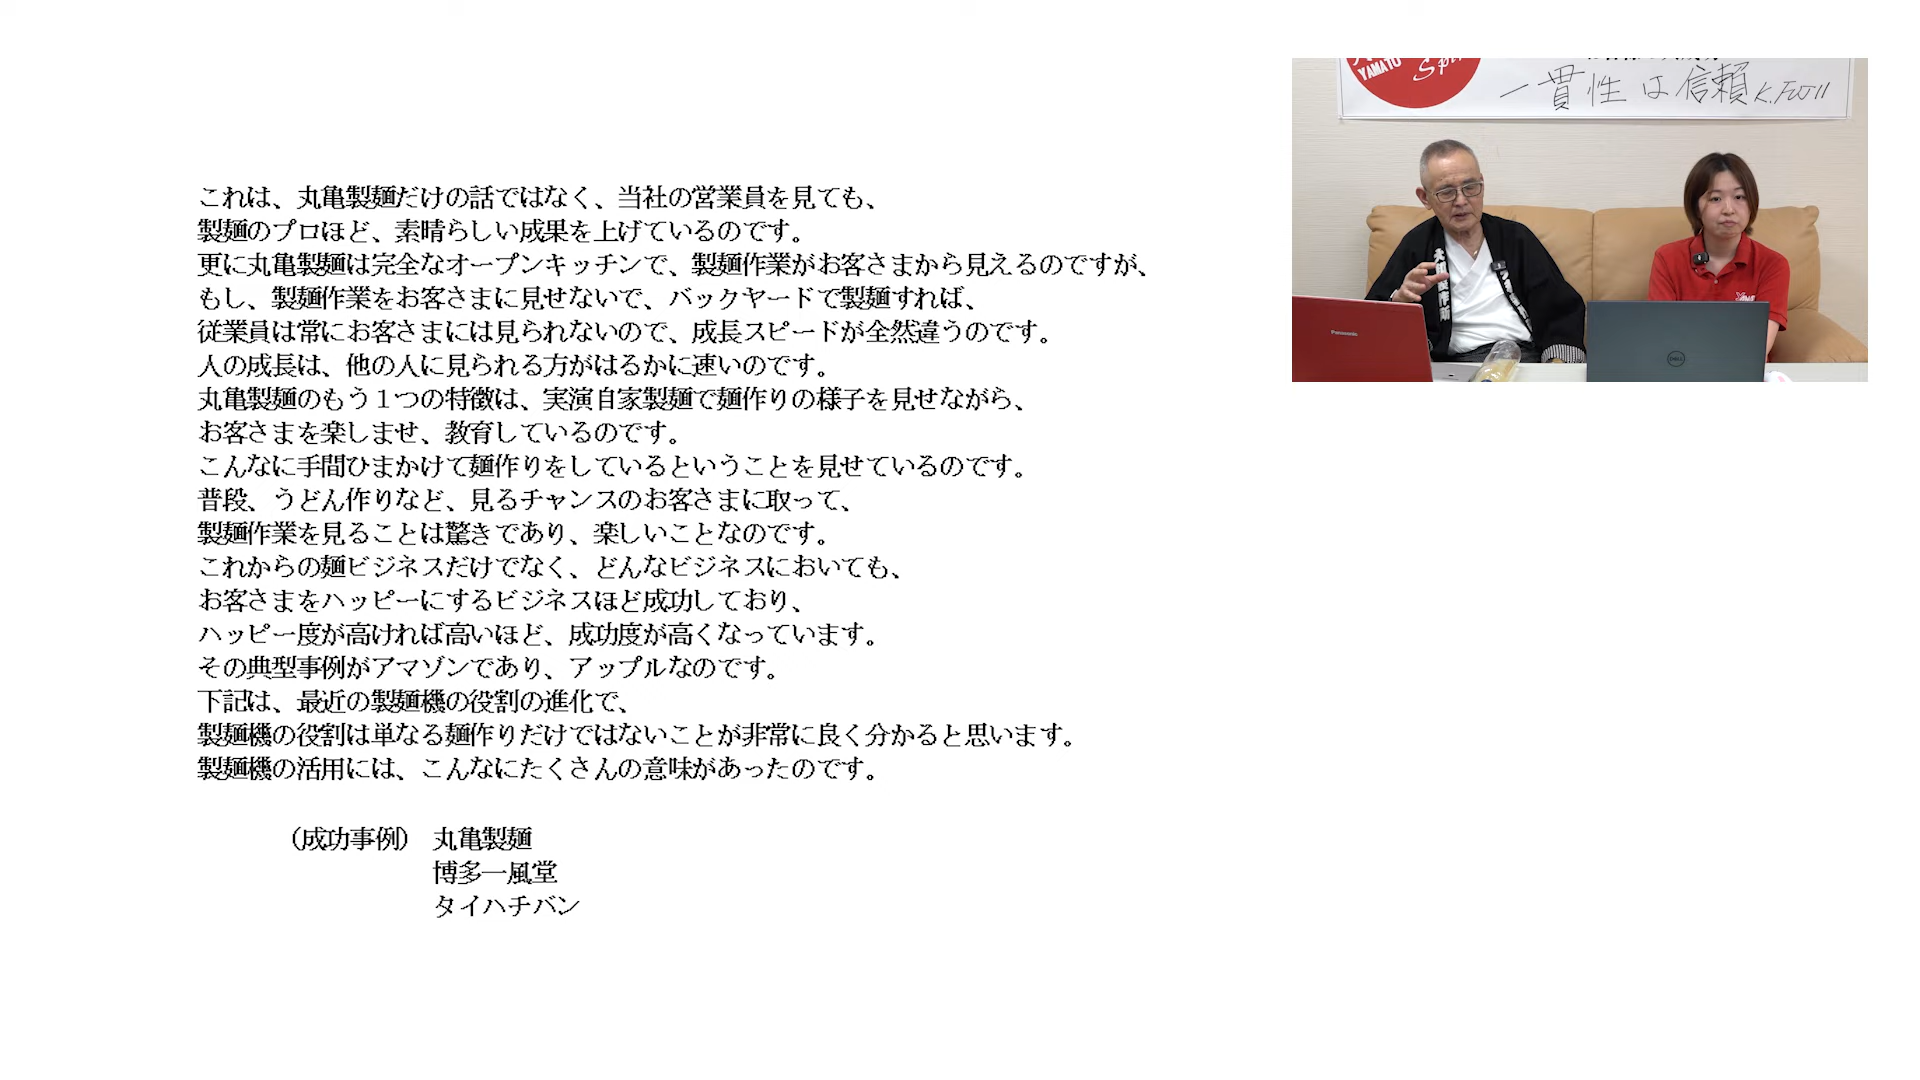 これは、丸亀製麺だけの話ではなく、当社の営業員を見ても、
製麺のプロほど、素晴らしい成果を上げているのです。
更に丸亀製麺は完全なオープンキッチンで、製麺作業がお客さまから見えるのですが、
もし、製麺作業をお客さまに見せないで、バックヤードで製麺すれば、
従業員は常にお客さまには見られないので、成長スピードが全然違うのです。
人の成長は、他の人に見られる方がはるかに速いのです。
丸亀製麺のもう１つの特徴は、実演自家製麺で麺作りの様子を見せながら、
お客さまを楽しませ、教育しているのです。
こんなに手間ひまかけて麺作りをしているということを見せているのです。
普段、うどん作りなど、見るチャンスのお客さまに取って、
製麺作業を見ることは驚きであり、楽しいことなのです。
これからの麺ビジネスだけでなく、どんなビジネスにおいても、
お客さまをハッピーにするビジネスほど成功しており、
ハッピー度が高ければ高いほど、成功度が高くなっています。
その典型事例がアマゾンであり、アップルなのです。
下記は、最近の製麺機の役割の進化で、
製麺機の役割は単なる麺作りだけではないことが非常に良く分かると思います。
製麺機の活用には、こんなにたくさんの意味があったのです。
（成功事例）　丸亀製麺
博多一風堂
タイハチバン
YAMATO
一貫性は信頼 K.FUJII
Panasonic
DELL